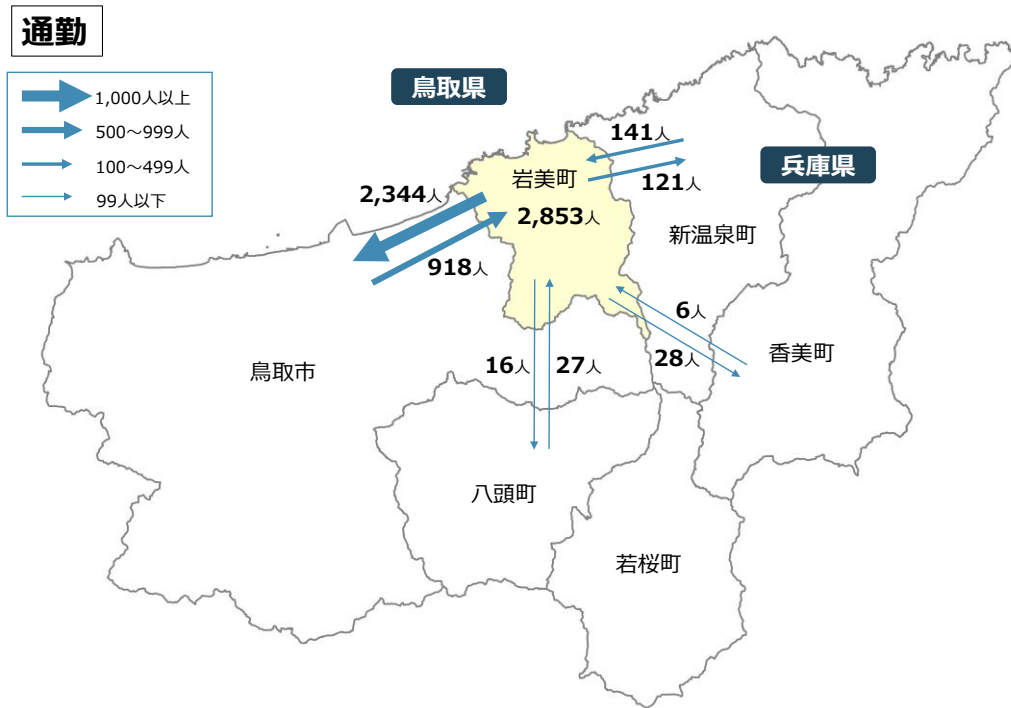 通勤
1,000人以上
500～999人
100～499人
99人以下
鳥取県
兵庫県
141人
121人
岩美町
2,853人
2,344人
918人
新温泉町
6人
28人
香美町
16人
27人
鳥取市
八頭町
若桜町